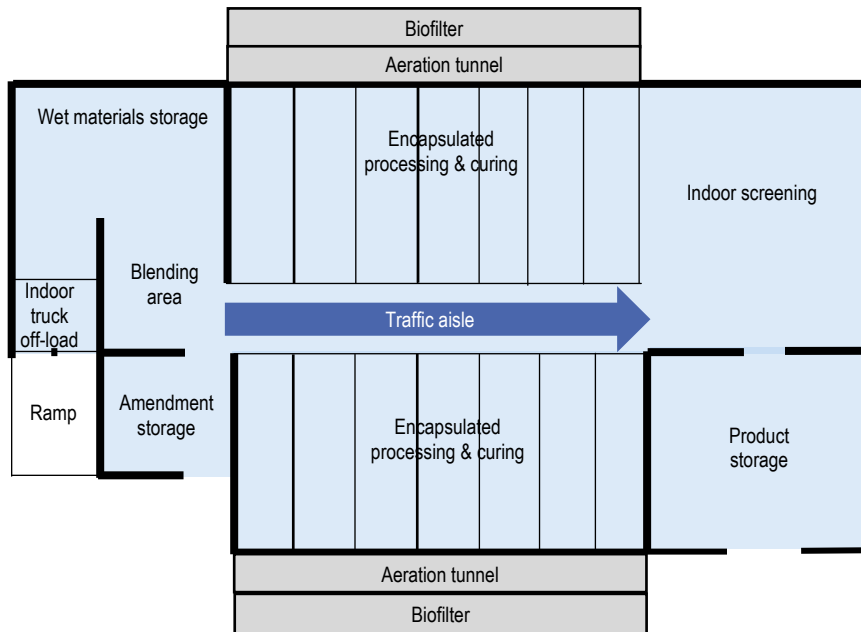 Biofilter
Aeration tunnel
Wet materials storage
Encapsulated
processing & curing
Indoor screening
Blending
area
Indoor
truck
off-load
Traffic aisle
Ramp
Amendment
storage
Encapsulated
processing & curing
Product
storage
Aeration tunnel
Biofilter